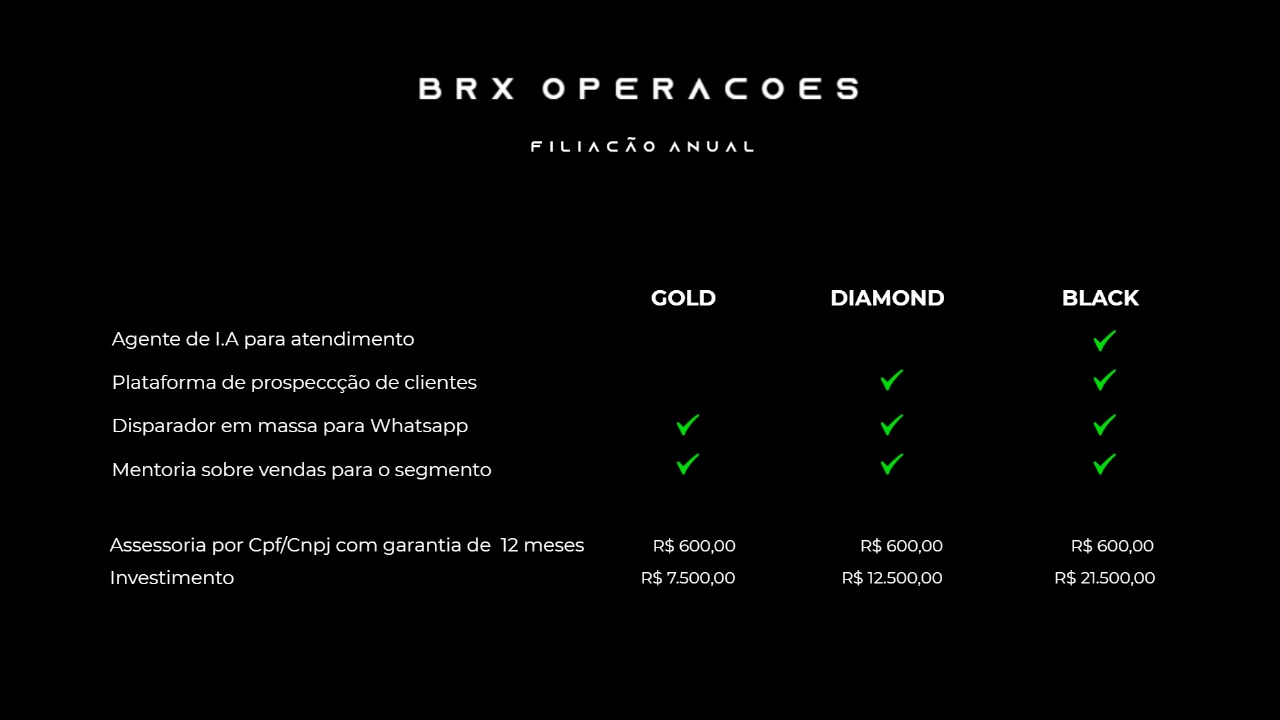 BRX OPERACOES
FILIACÃO ANUAL
GOLD DIAMOND BLACK
Agente de I.A para atendimento
Plataforma de prospeccção de clientes
Disparador em massa para Whatsapp
Mentoria sobre vendas para o segmento
Assessoria por Cpf/Cnpj com garantia de 12 meses R$ 600,00 R$ 600,00 R$ 600,00
Investimento R$ 7.500,00 R$ 12.500,00 R$ 21.500,00